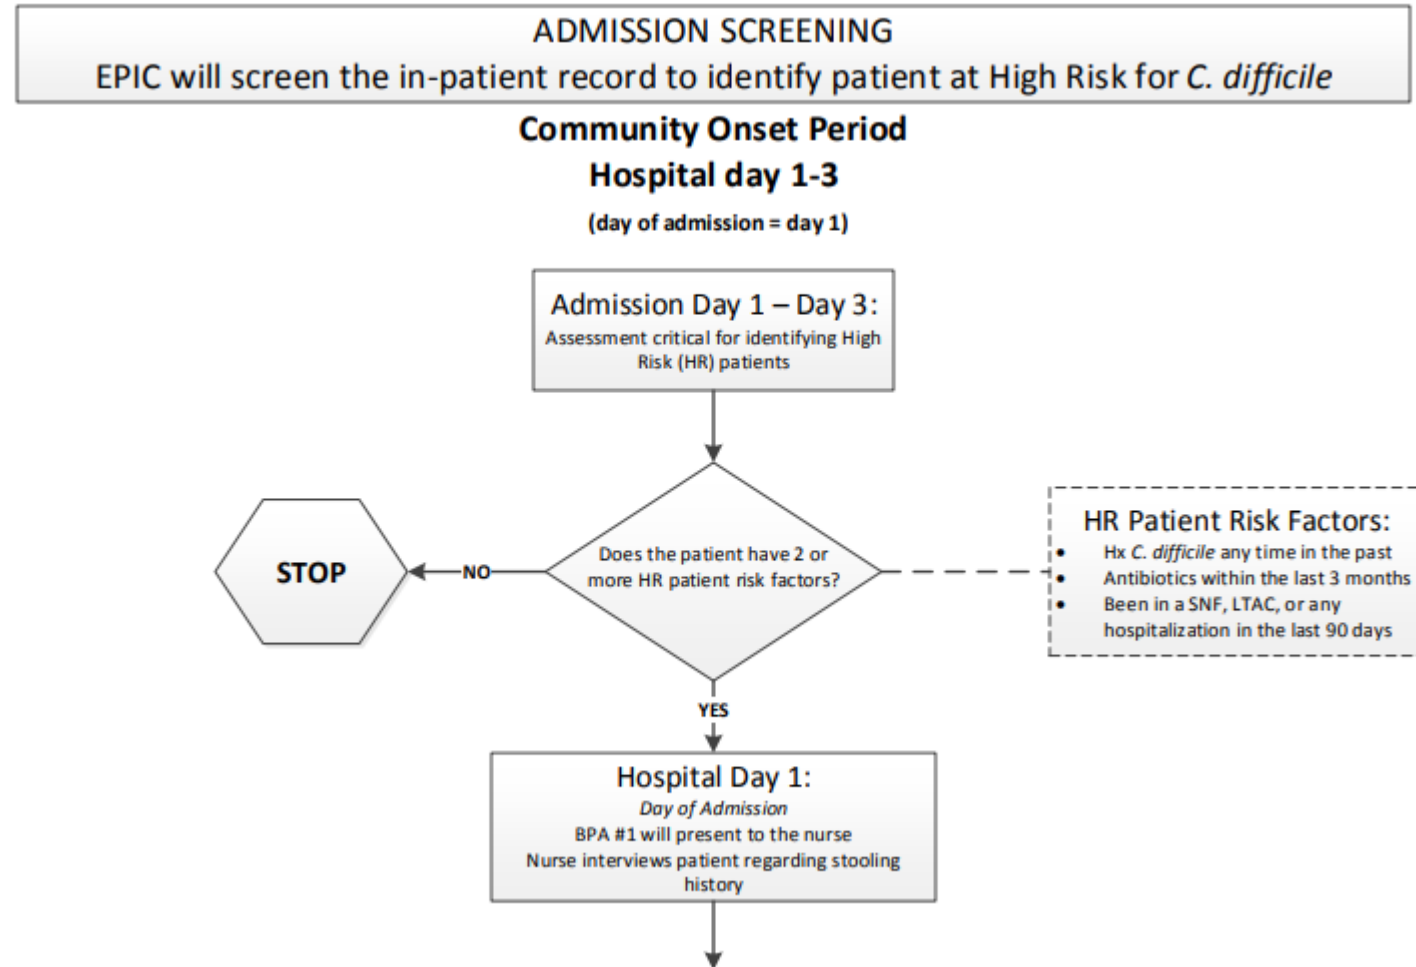 ADMISSION SCREENING
EPIC will screen the in-patient record to identify patient at High Risk for C. difficile
Community Onset Period
Hospital day 1-3
(day of admission = day 1)
Admission Day 1 – Day 3:
Assessment critical for identifying High
Risk (HR) patients
Does the patient have 2 or
more HR patient risk factors?
NO
STOP
HR Patient Risk Factors:
• Hx C. difficile any time in the past
• Antibiotics within the last 3 months
• Been in a SNF, LTAC, or any
hospitalization in the last 90 days
YES
Hospital Day 1:
Day of Admission
BPA #1 will present to the nurse
Nurse interviews patient regarding stooling
history